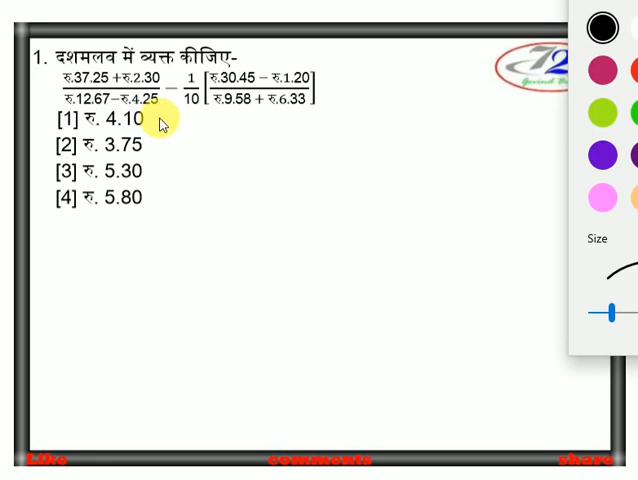 1. दशमलव में व्यक्त कीजिए-
रु.37.25 +रु.2.30 / रु.12.67−रु.4.25 − 1/10 [रु.30.45 − रु.1.20 / रु.9.58 + रु.6.33]
[1] रु. 4.10
[2] रु. 3.75
[3] रु. 5.30
[4] रु. 5.80
Size
Like comments share